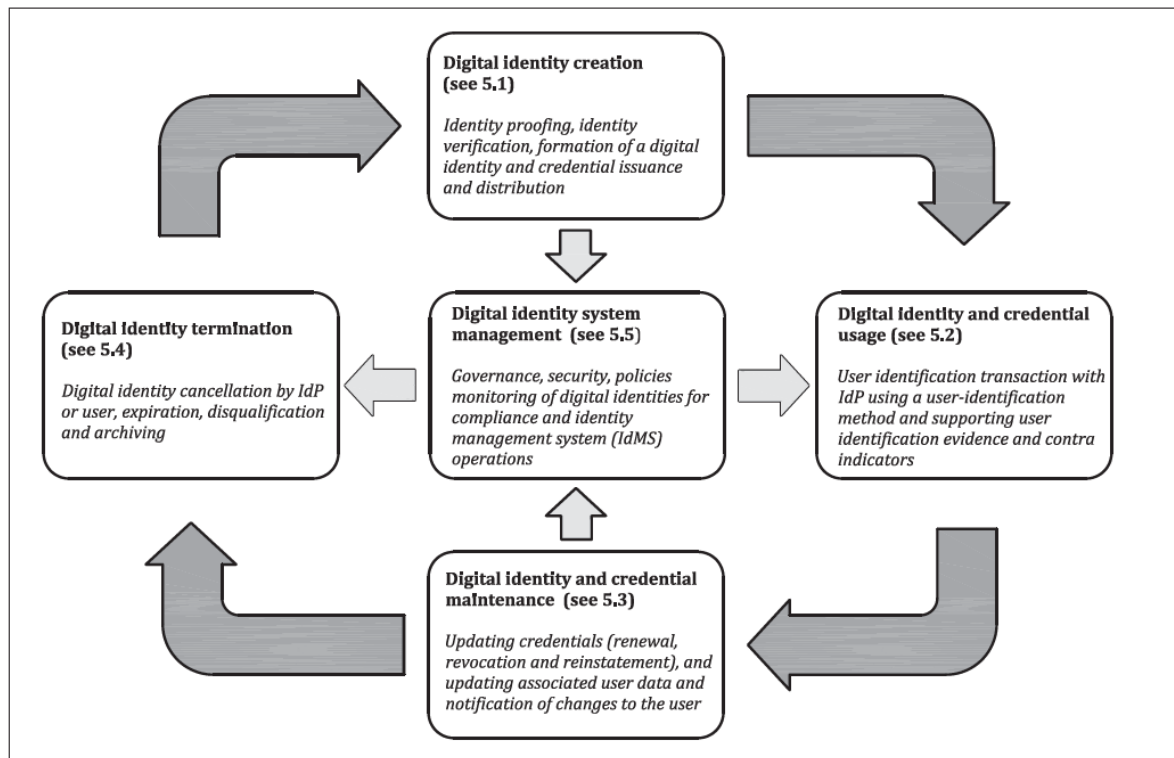 Digital identity creation
(see 5.1)
Identity proofing, identity
verification, formation of a digital
identity and credential issuance
and distribution
Digital identity termination
(see 5.4)
Digital identity cancellation by IdP
or user, expiration, disqualification
and archiving
Digital identity system
management (see 5.5)
Governance, security, policies
monitoring of digital identities for
compliance and identity
management system (IdMS)
operations
Digital identity and credential
usage (see 5.2)
User identification transaction with
IdP using a user-identification
method and supporting user
identification evidence and contra
indicators
Digital identity and credential
maintenance (see 5.3)
Updating credentials (renewal,
revocation and reinstatement), and
updating associated user data and
notification of changes to the user